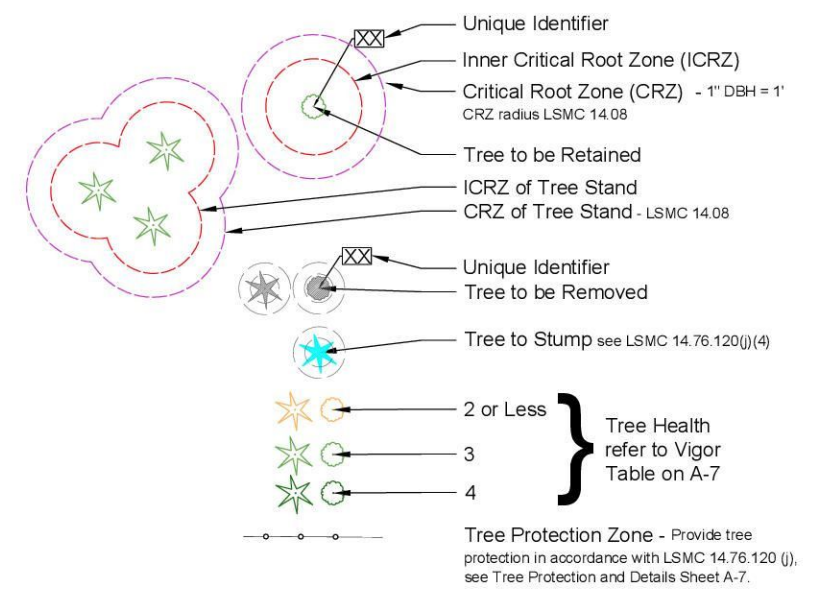 XX
Unique Identifier
Inner Critical Root Zone (ICRZ)
Critical Root Zone (CRZ) - 1" DBH = 1'
CRZ radius LSMC 14.08
Tree to be Retained
ICRZ of Tree Stand
CRZ of Tree Stand - LSMC 14.08
XX
Unique Identifier
Tree to be Removed
Tree to Stump see LSMC 14.76.120(j)(4)
2 or Less
3
4
Tree Health
refer to Vigor
Table on A-7
Tree Protection Zone - Provide tree
protection in accordance with LSMC 14.76.120 (j),
see Tree Protection and Details Sheet A-7.